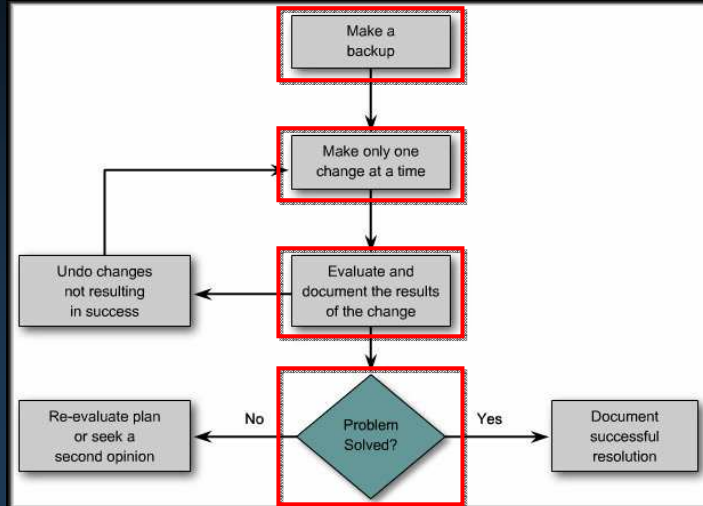 Make a
backup
Make only one
change at a time
Undo changes
not resulting
in success
Evaluate and
document the results
of the change
Re-evaluate plan
or seek a
second opinion
No
Problem
Solved?
Yes
Document
successful
resolution